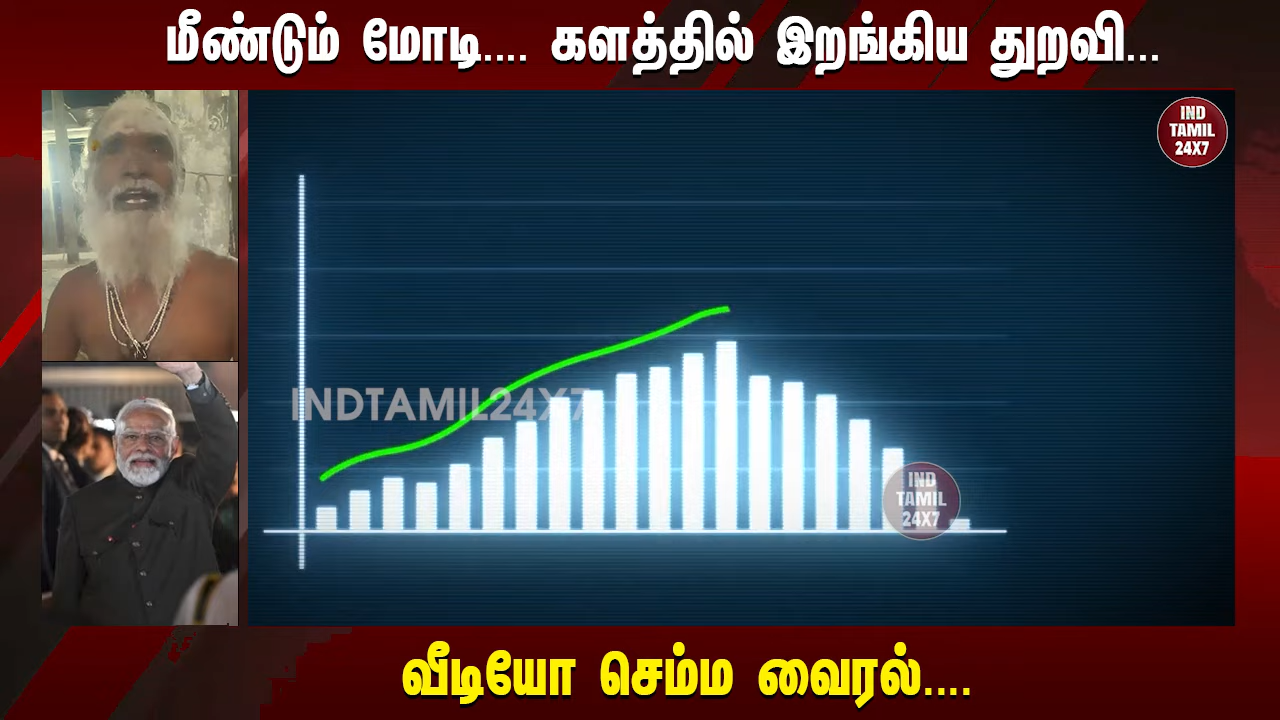 மீண்டும் மோடி.... களத்தில் இறங்கிய துறவி...
IND
TAMIL
24X7
INDTAMIL24X7
IND
TAMIL
24X7
வீடியோ செம்ம வைரல்....